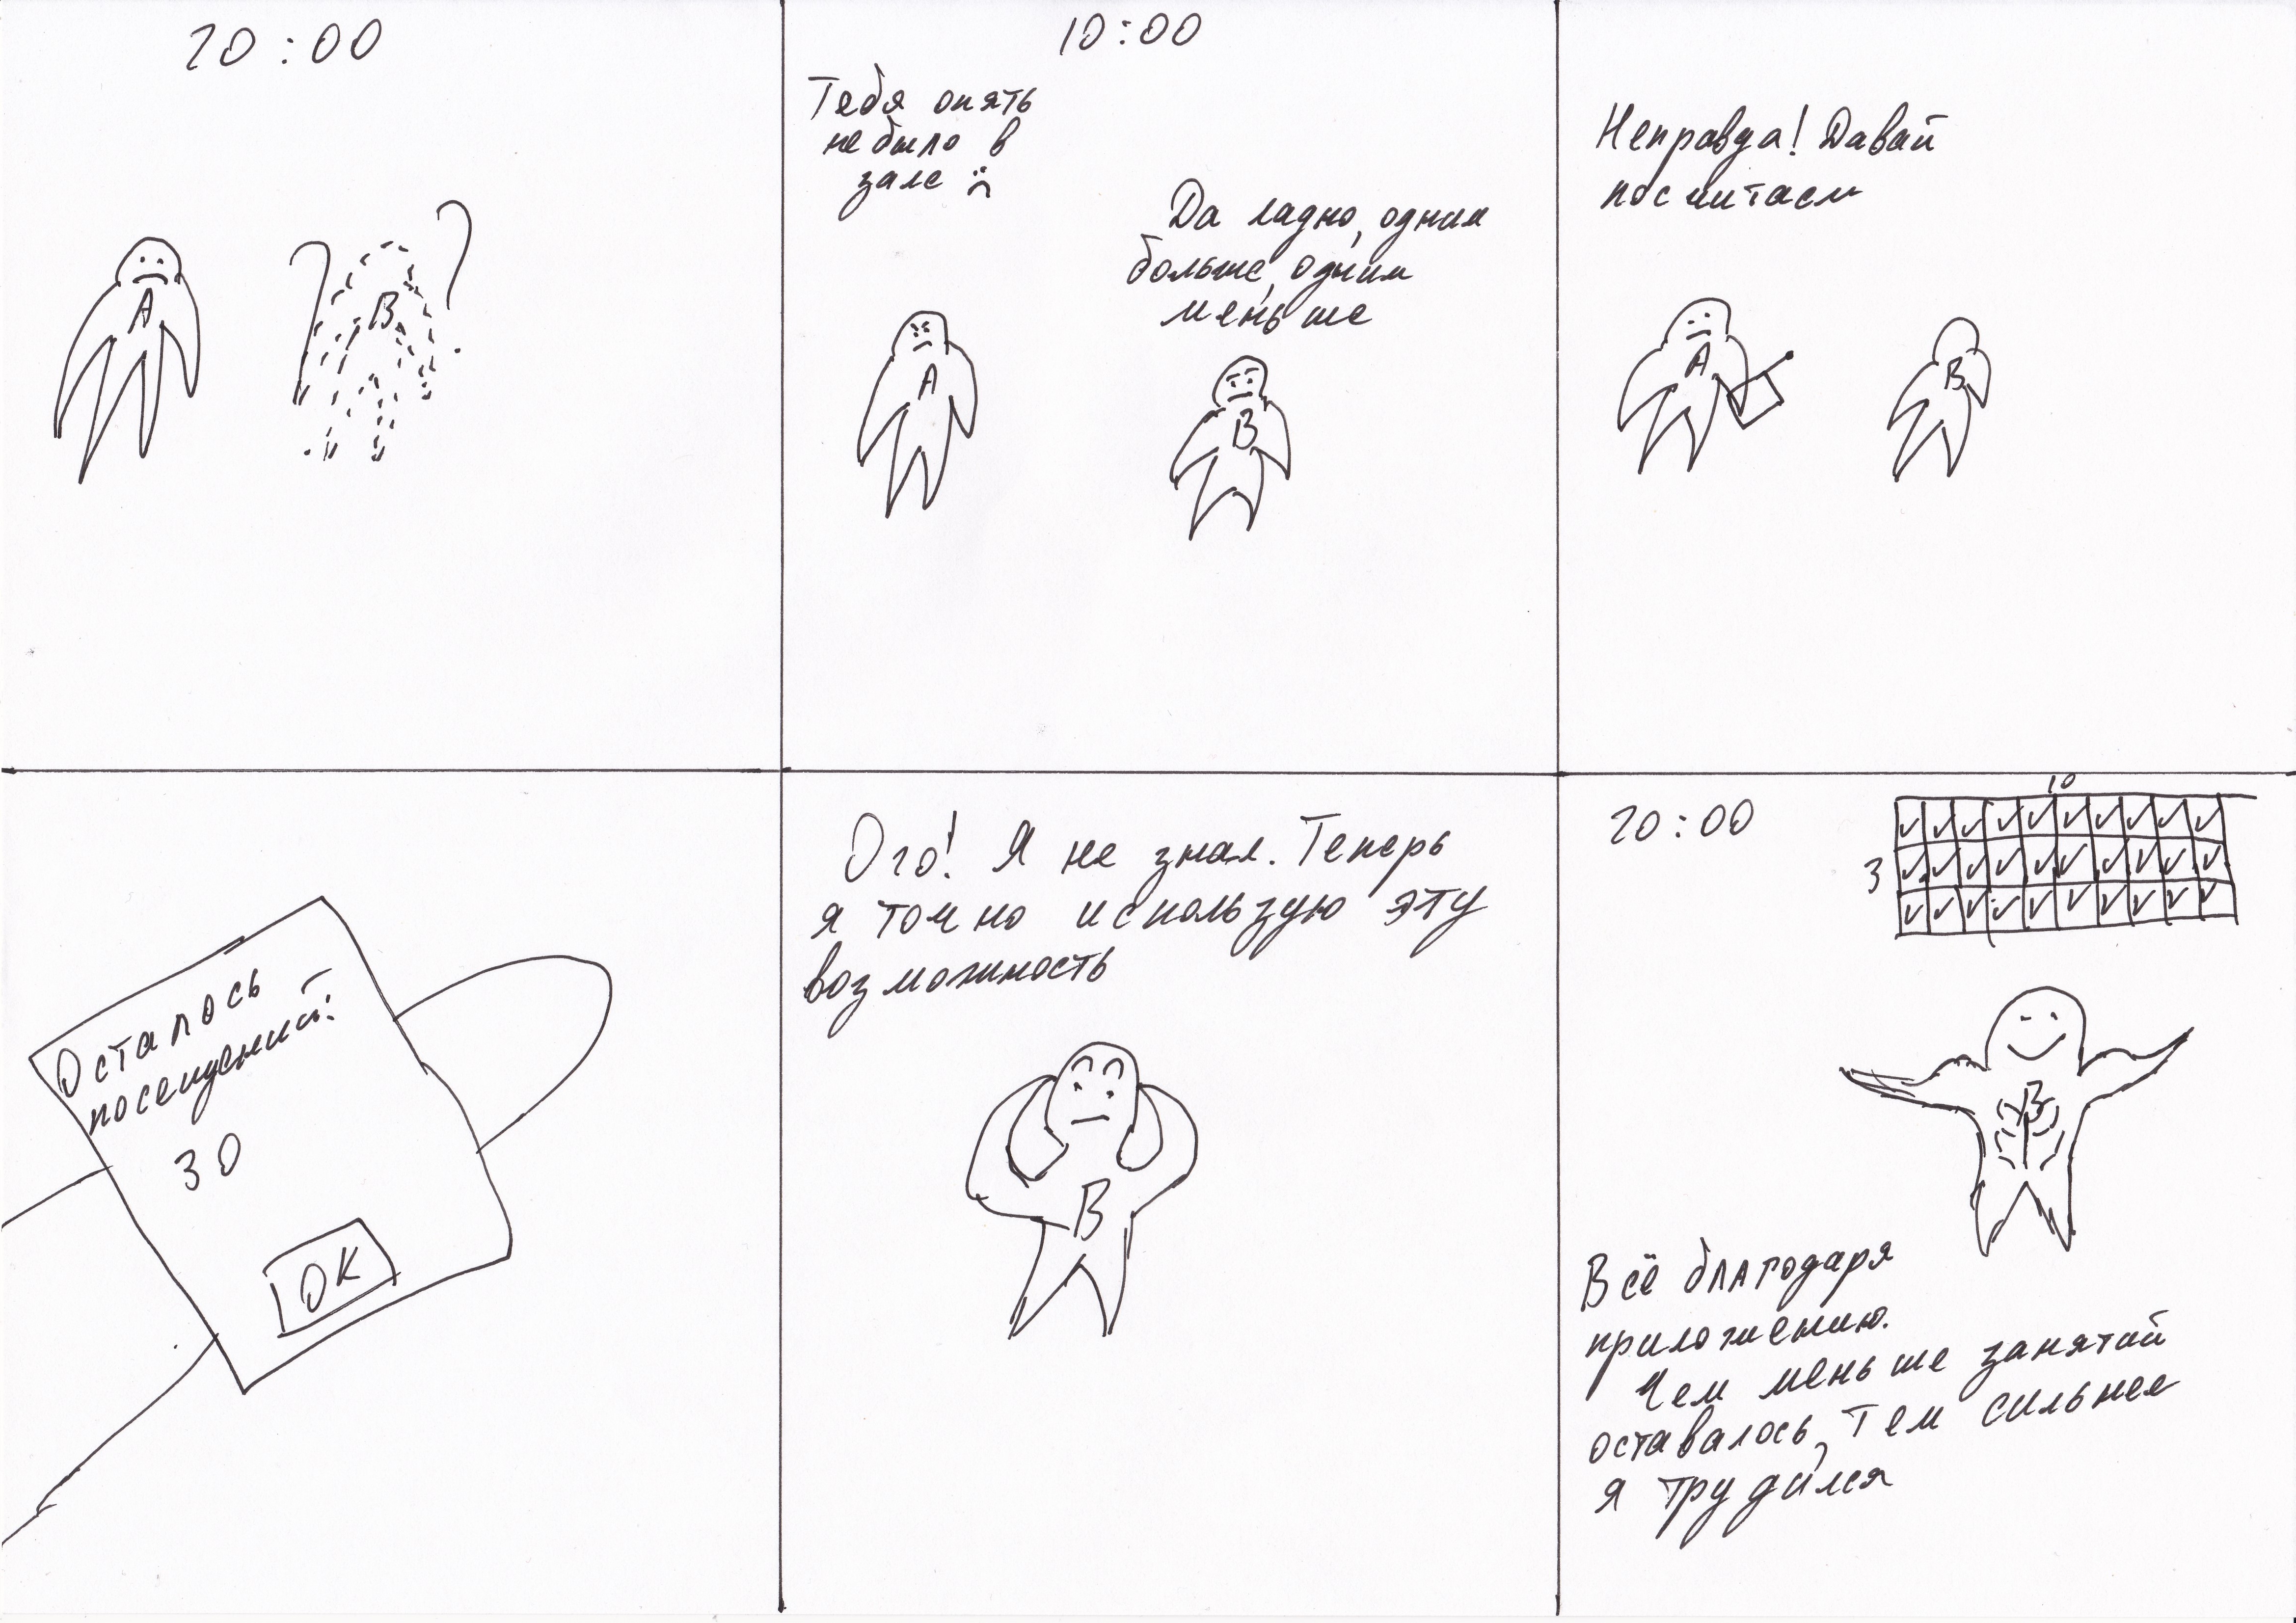 20:00
A
B
10:00
Тебя опять
не было в
зале :(
Да ладно, одним
больше, одним
меньше
A
B
Неправда! Давай
посчитаем
A
B
Осталось
посещений:
30
OK
Ого! Я не знал. Теперь
я точно использую эту
возможность
B
20:00
10
3
B
Всё благодаря
приложению.
Чем меньше занятий
оставалось, тем сильнее
я трудился